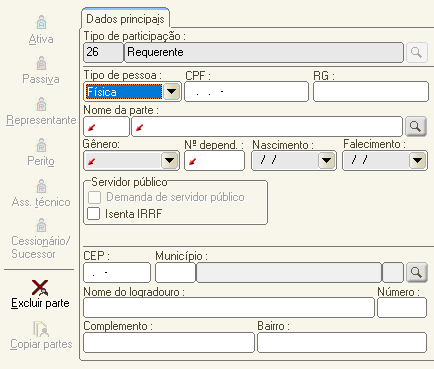 Ativa
Passiva
Representante
Perito
Ass. técnico
Cessionário/
Sucessor
Excluir parte
Copiar partes
Dados principais
Tipo de participação :
26 Requerente
Tipo de pessoa : CPF : RG :
Física . . -
Nome da parte :
Gênero: Nº depend. : Nascimento : Falecimento :
/ / / /
Servidor público
Demanda de servidor público
Isenta IRRF
CEP : Município :
. -
Nome do logradouro : Número :
Complemento : Bairro :